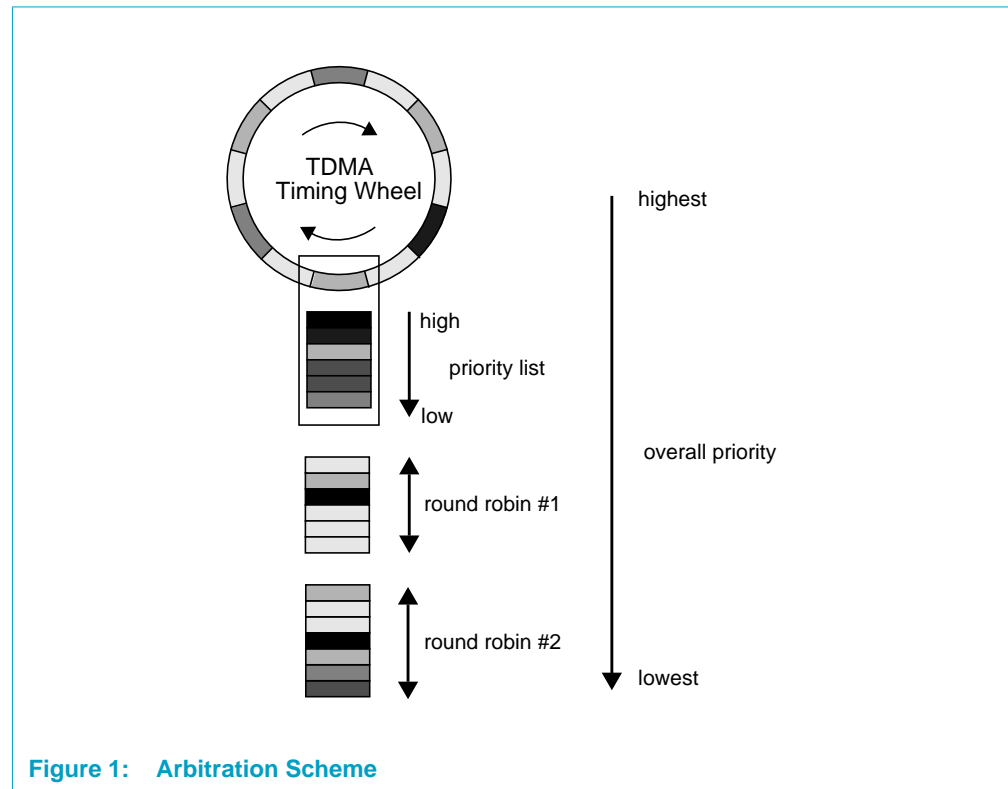 TDMA
Timing Wheel
highest
high
priority list
low
overall priority
round robin #1
round robin #2
lowest
Figure 1: Arbitration Scheme